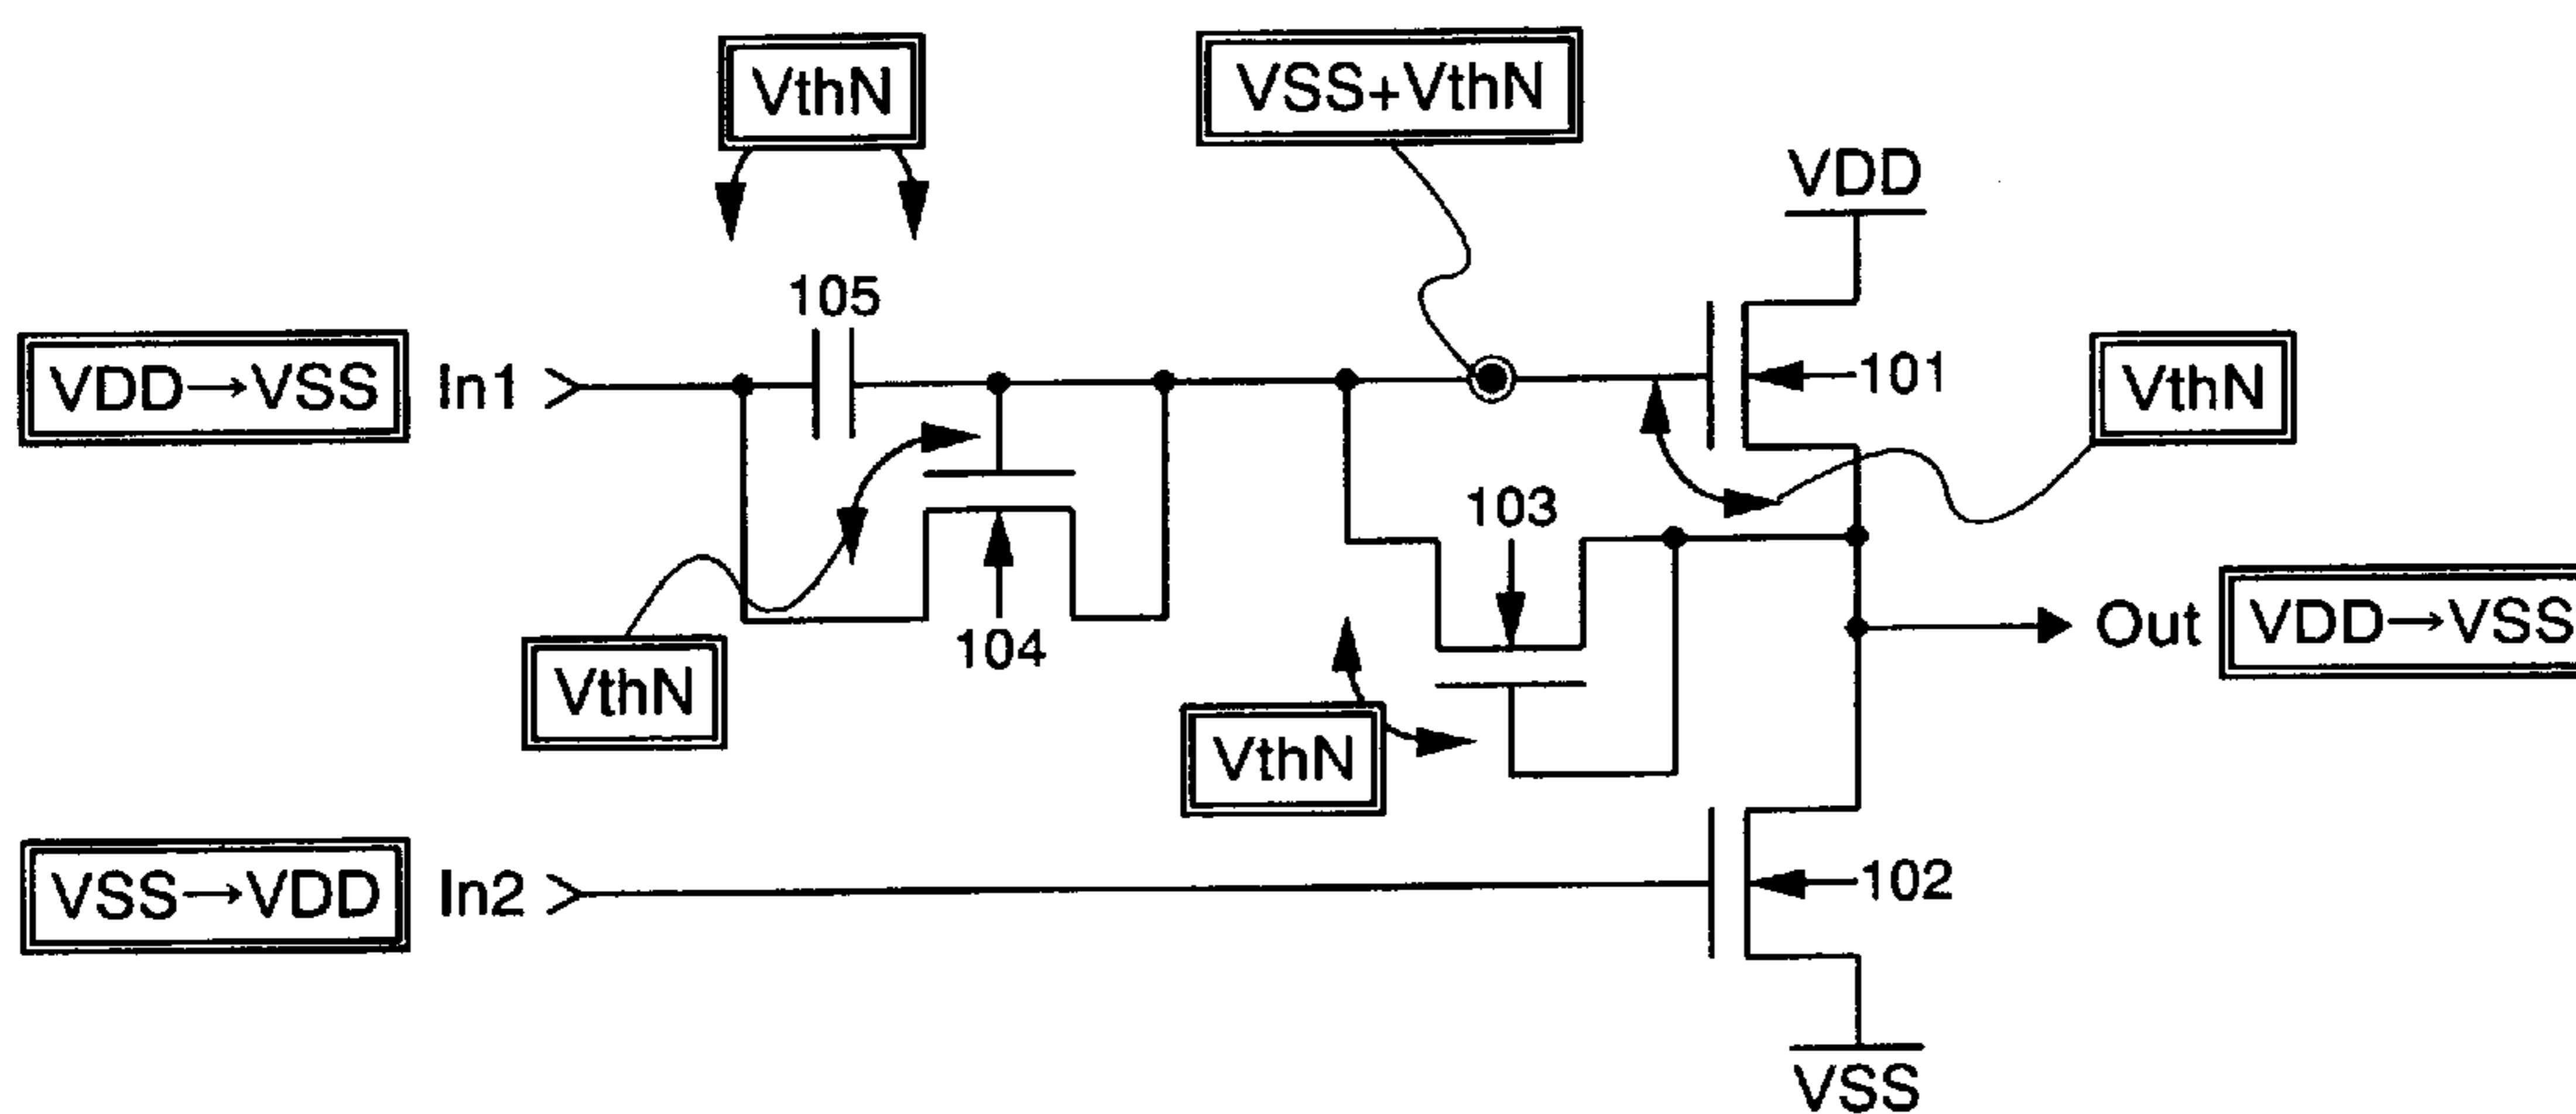 VthN
VSS+VthN
VDD
105
VDD→VSS
In1
101
VthN
103
104
Out
VDD→VSS
VthN
VthN
VSS→VDD
In2
102
VSS